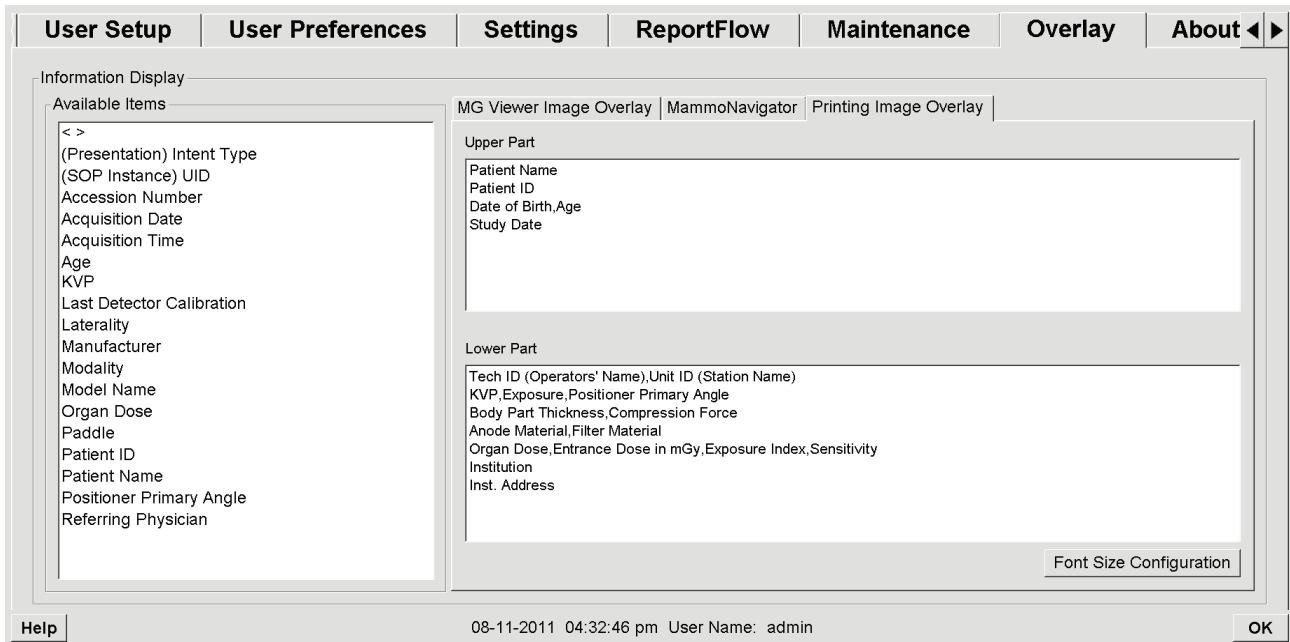 User Setup User Preferences Settings ReportFlow Maintenance Overlay About
Information Display
Available Items
< >
(Presentation) Intent Type
(SOP Instance) UID
Accession Number
Acquisition Date
Acquisition Time
Age
KVP
Last Detector Calibration
Laterality
Manufacturer
Modality
Model Name
Organ Dose
Paddle
Patient ID
Patient Name
Positioner Primary Angle
Referring Physician
MG Viewer Image Overlay MammoNavigator Printing Image Overlay
Upper Part
Patient Name
Patient ID
Date of Birth,Age
Study Date
Lower Part
Tech ID (Operators' Name),Unit ID (Station Name)
KVP,Exposure,Positioner Primary Angle
Body Part Thickness,Compression Force
Anode Material,Filter Material
Organ Dose,Entrance Dose in mGy,Exposure Index,Sensitivity
Institution
Inst. Address
Font Size Configuration
Help 08-11-2011 04:32:46 pm User Name: admin OK